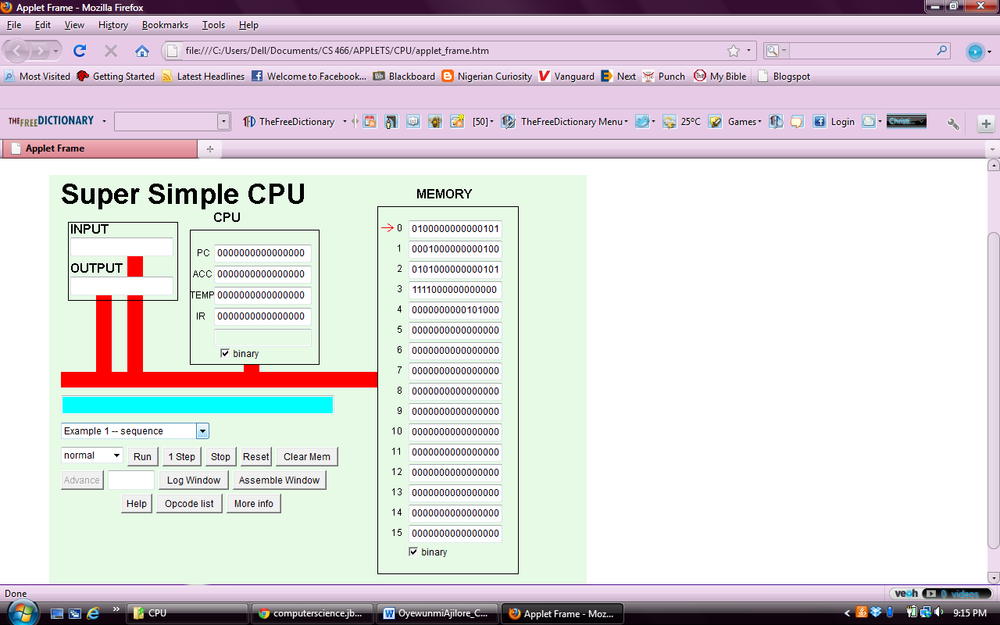 Applet Frame - Mozilla Firefox
File Edit View History Bookmarks Tools Help
file:///C:/Users/Dell/Documents/CS 466/APPLETS/CPU/applet_frame.htm
Most Visited Getting Started Latest Headlines Welcome to Facebook... Bb Blackboard Nigerian Curiosity Vanguard Next Punch My Bible Blogspot
THEFREEDICTIONARY TheFreeDictionary [50] TheFreeDictionary Menu 25°C Games Login Christi...
Applet Frame
Super Simple CPU
MEMORY
CPU
INPUT
OUTPUT
PC 0000000000000000
ACC 0000000000000000
TEMP 0000000000000000
IR 0000000000000000
binary
0 0100000000000101
1 0001000000000100
2 0101000000000101
3 1111000000000000
4 0000000000101000
5 0000000000000000
6 0000000000000000
7 0000000000000000
8 0000000000000000
9 0000000000000000
10 0000000000000000
11 0000000000000000
12 0000000000000000
13 0000000000000000
14 0000000000000000
15 0000000000000000
binary
Example 1 -- sequence
normal Run 1 Step Stop Reset Clear Mem
Advance Log Window Assemble Window
Help Opcode list More info
Done veoh 0 videos
CPU computerscience.jb... OyewunmiAjilore_C... Applet Frame - Moz... 9:15 PM